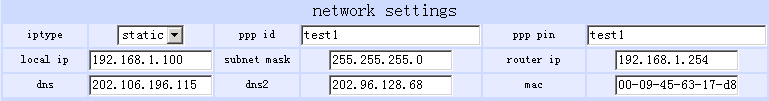 network settings
iptype static ppp id test1 ppp pin test1
local ip 192.168.1.100 subnet mask 255.255.255.0 router ip 192.168.1.254
dns 202.106.196.115 dns2 202.96.128.68 mac 00-09-45-63-17-d8